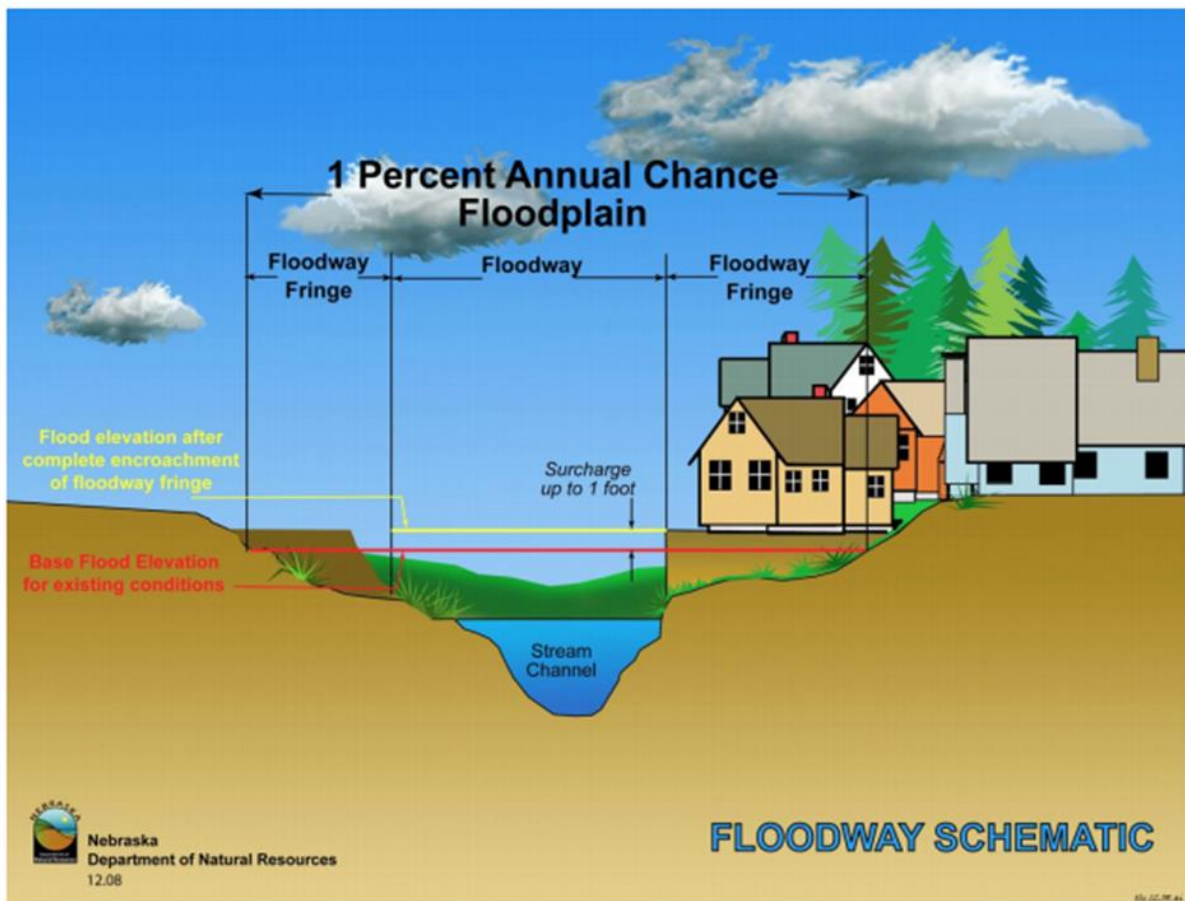 1 Percent Annual Chance
Floodplain
Floodway
Fringe
Floodway
Floodway
Fringe
Flood elevation after
complete encroachment
of floodway fringe
Surcharge
up to 1 foot
Base Flood Elevation
for existing conditions
Stream
Channel
NEBRASKA
Nebraska
Department of Natural Resources
12.08
FLOODWAY SCHEMATIC